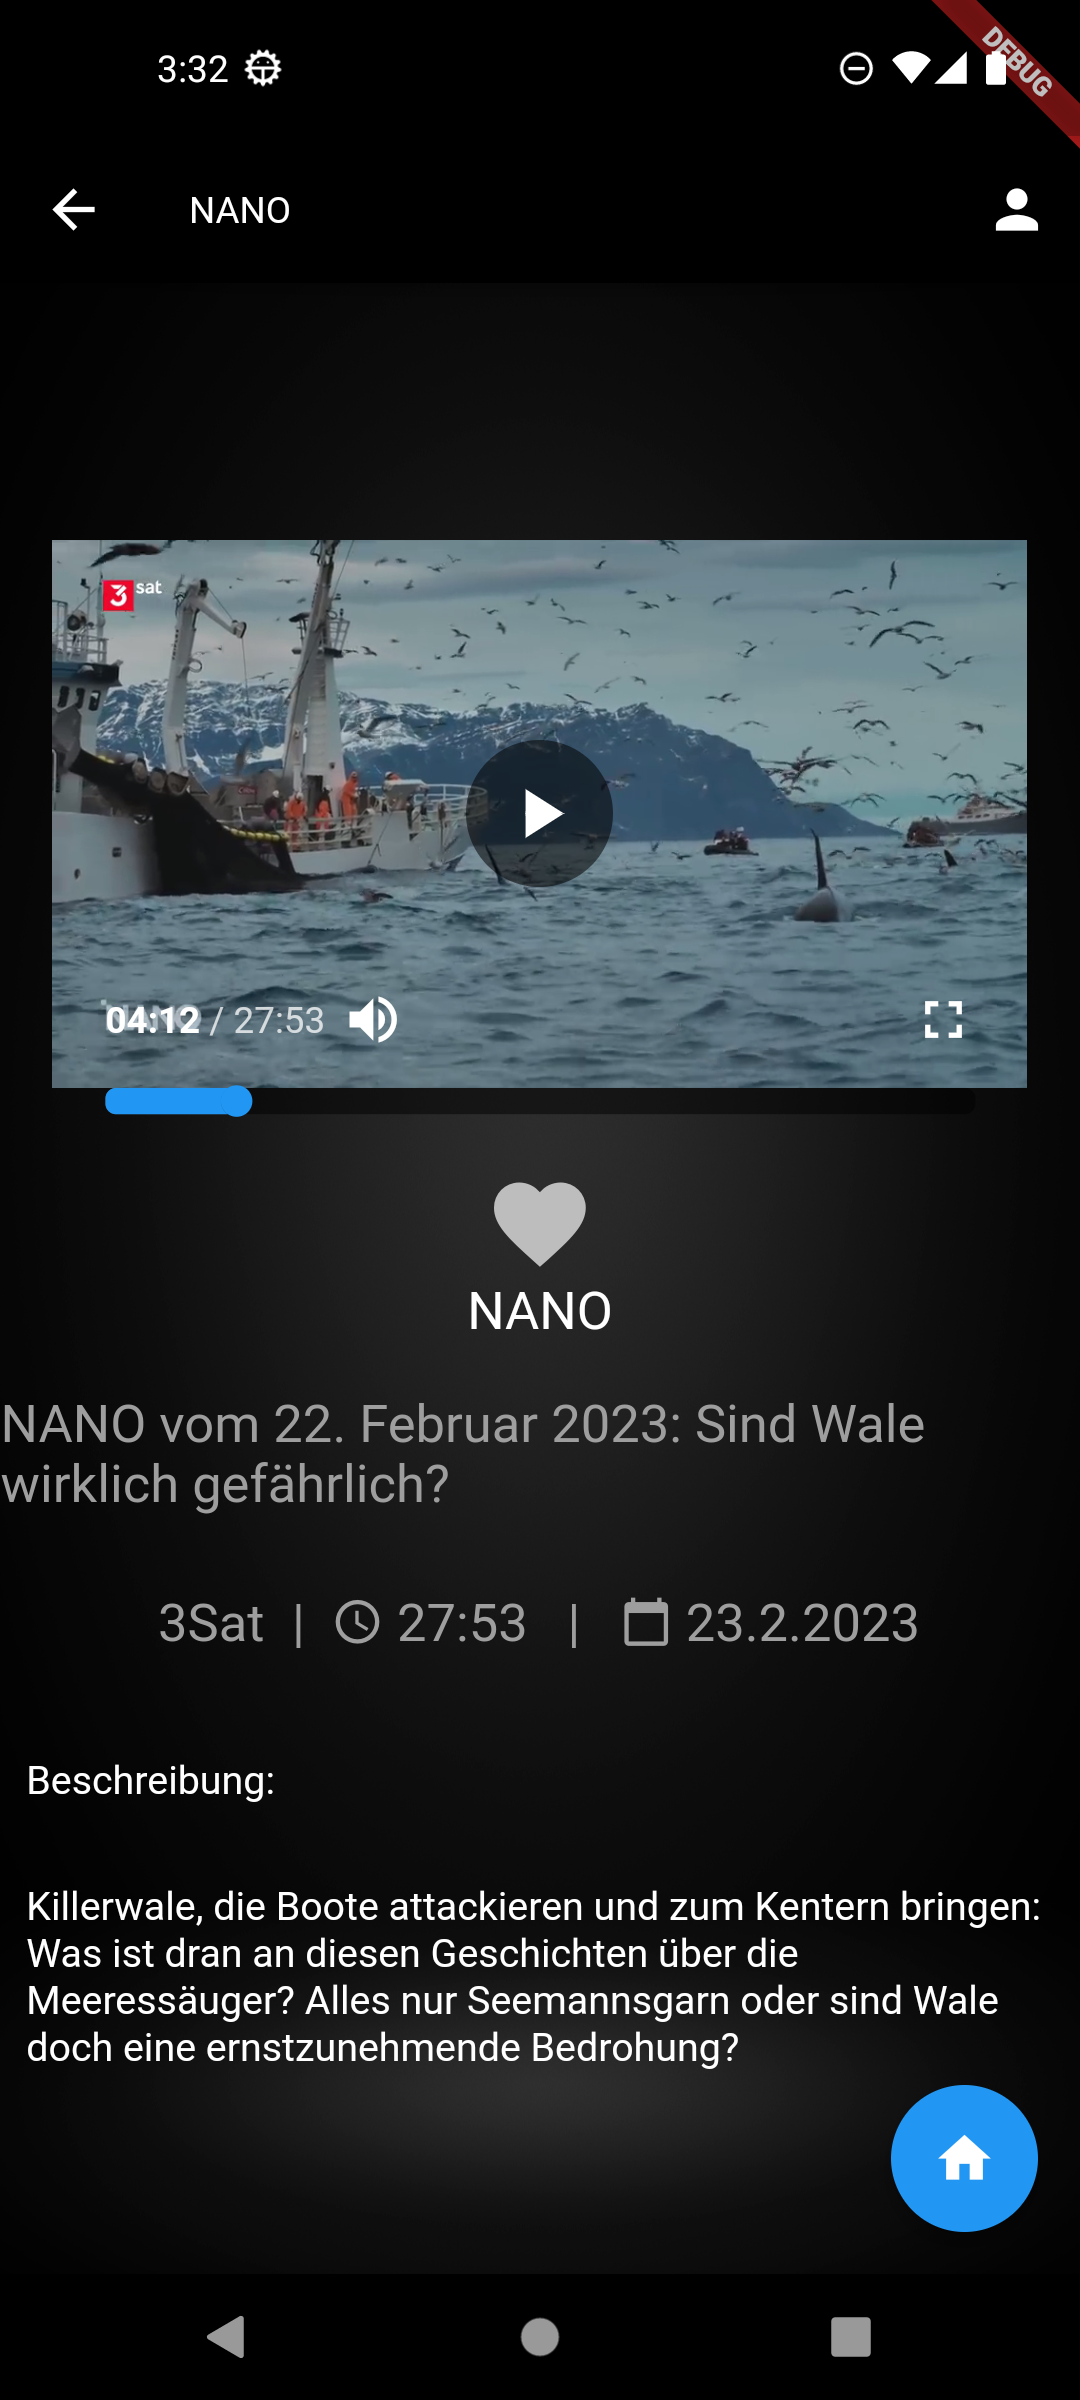 3:32
DEBUG
NANO
3sat
04:12 / 27:53
NANO
NANO vom 22. Februar 2023: Sind Wale
wirklich gefährlich?
3Sat | 27:53 | 23.2.2023
Beschreibung:
Killerwale, die Boote attackieren und zum Kentern bringen:
Was ist dran an diesen Geschichten über die
Meeressäuger? Alles nur Seemannsgarn oder sind Wale
doch eine ernstzunehmende Bedrohung?